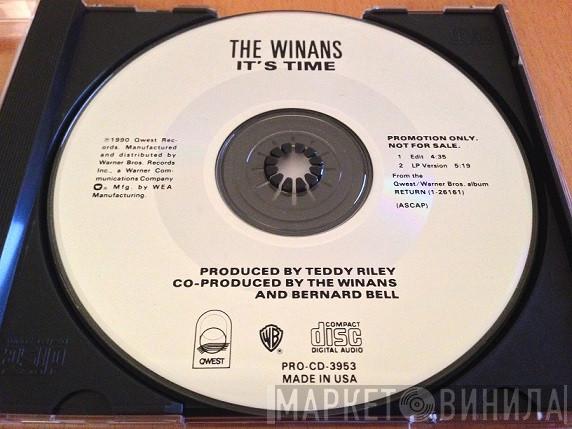 THE WINANS
IT'S TIME
℗1990 Qwest Rec-
ords. Manufactured
and distributed by
Warner Bros. Records
Inc., a Warner Com-
munications Company
Ⓦ. Mfg. by WEA
Manufacturing.
PROMOTION ONLY.
NOT FOR SALE.
1 Edit 4:35
2 LP Version 5:19
From the
Qwest/Warner Bros. album
RETURN (1-26161)
(ASCAP)
PRODUCED BY TEDDY RILEY
CO-PRODUCED BY THE WINANS
AND BERNARD BELL
QWEST
WB
COMPACT
disc
DIGITAL AUDIO
PRO-CD-3953
MADE IN USA
МАРКЕТ ВИНИЛА